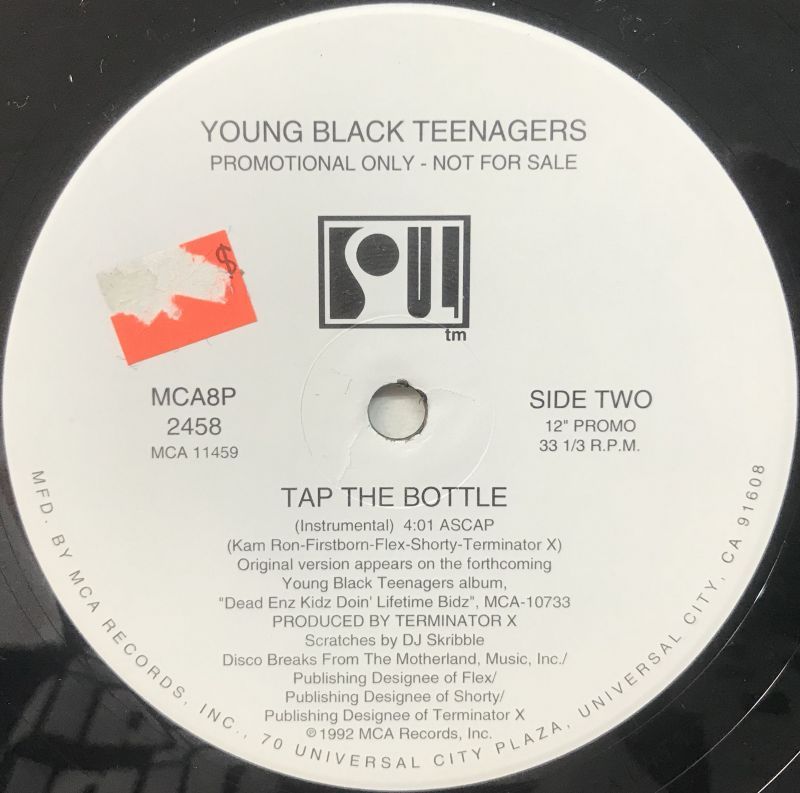 YOUNG BLACK TEENAGERS
PROMOTIONAL ONLY - NOT FOR SALE
SOUL
tm
$.
MCA8P
2458
MCA 11459
SIDE TWO
12" PROMO
33 1/3 R.P.M.
TAP THE BOTTLE
(Instrumental) 4:01 ASCAP
(Kam Ron-Firstborn-Flex-Shorty-Terminator X)
Original version appears on the forthcoming
Young Black Teenagers album,
"Dead Enz Kidz Doin' Lifetime Bidz", MCA-10733
PRODUCED BY TERMINATOR X
Scratches by DJ Skribble
Disco Breaks From The Motherland, Music, Inc./
Publishing Designee of Flex/
Publishing Designee of Shorty/
Publishing Designee of Terminator X
℗1992 MCA Records, Inc.
MFD. BY MCA RECORDS, INC., 70 UNIVERSAL CITY PLAZA, UNIVERSAL CITY, CA 91608